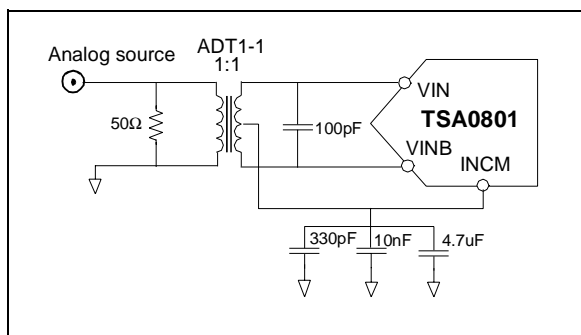 Analog source
ADT1-1
1:1
VIN
50Ω
100pF
TSA0801
VINB
INCM
330pF
10nF
4.7uF